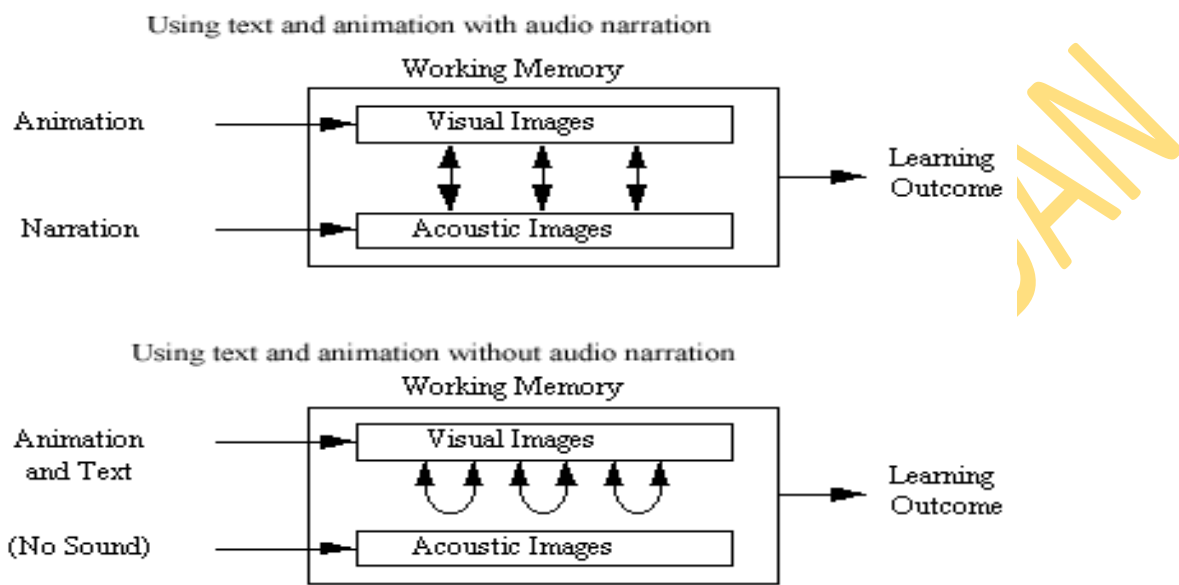 Using text and animation with audio narration
Working Memory
Animation
Visual Images
Learning
Outcome
Narration
Acoustic Images
Using text and animation without audio narration
Working Memory
Animation
and Text
Visual Images
Learning
Outcome
(No Sound)
Acoustic Images